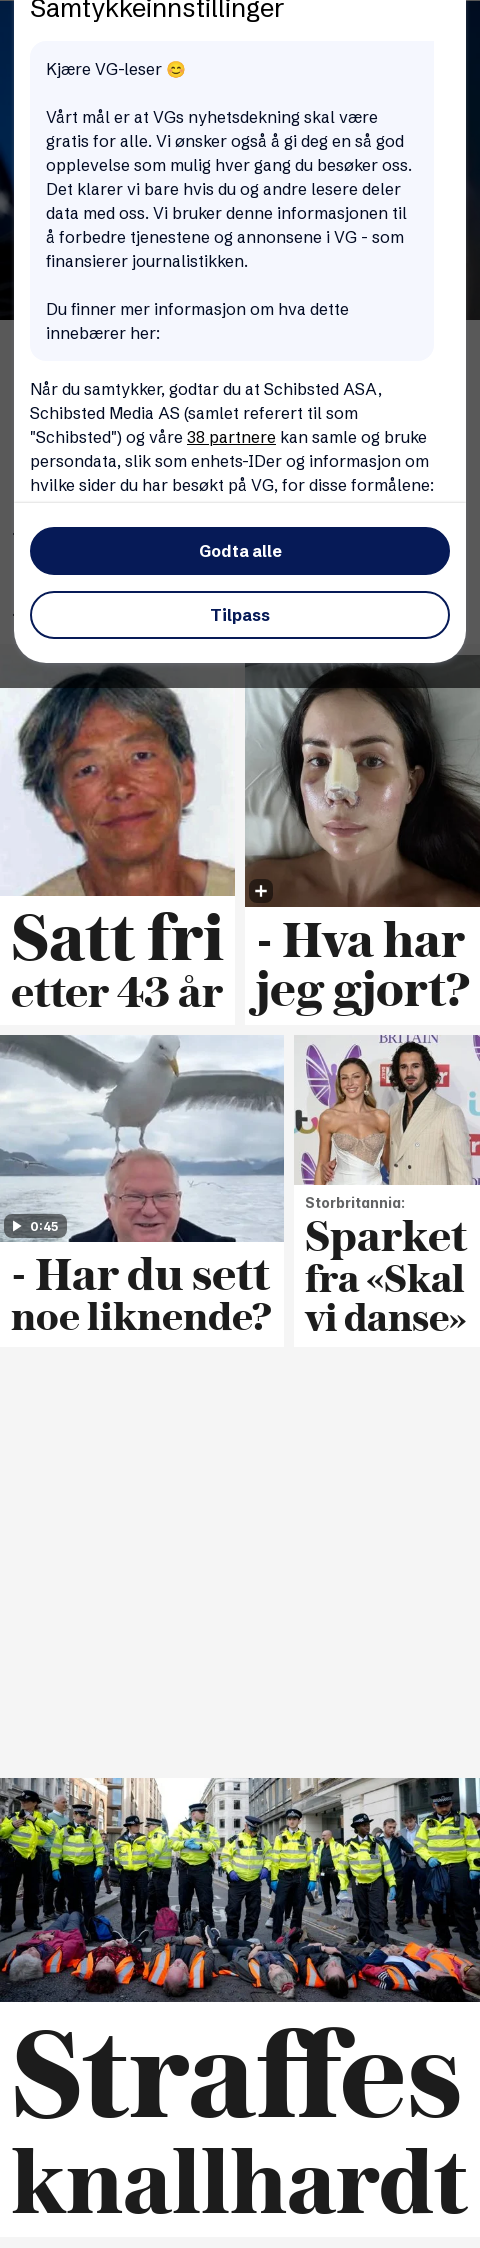 Samtykkeinnstillinger
Kjære VG-leser 😊
Vårt mål er at VGs nyhetsdekning skal være
gratis for alle. Vi ønsker også å gi deg en så god
opplevelse som mulig hver gang du besøker oss.
Det klarer vi bare hvis du og andre lesere deler
data med oss. Vi bruker denne informasjonen til
å forbedre tjenestene og annonsene i VG - som
finansierer journalistikken.
Du finner mer informasjon om hva dette
innebærer her:
Når du samtykker, godtar du at Schibsted ASA,
Schibsted Media AS (samlet referert til som
"Schibsted") og våre 38 partnere kan samle og bruke
persondata, slik som enhets-IDer og informasjon om
hvilke sider du har besøkt på VG, for disse formålene:
Godta alle
Tilpass
Satt fri
etter 43 år
- Hva har
jeg gjort?
0:45
- Har du sett
noe liknende?
BRITAIN
Storbritannia:
Sparket
fra «Skal
vi danse»
Straffes
knallhardt